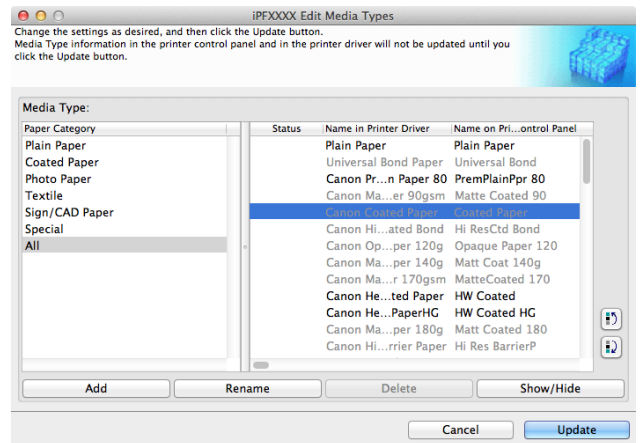 iPFXXXX Edit Media Types
Change the settings as desired, and then click the Update button.
Media Type information in the printer control panel and in the printer driver will not be updated until you
click the Update button.
Media Type:
Paper Category Status Name in Printer Driver Name on Pri...ontrol Panel
Plain Paper Plain Paper Plain Paper
Coated Paper Universal Bond Paper Universal Bond
Photo Paper Canon Pr...n Paper 80 PremPlainPpr 80
Textile Canon Ma...er 90gsm Matte Coated 90
Sign/CAD Paper Canon Coated Paper Coated Paper
Special Canon Hi...ated Bond Hi ResCtd Bond
All Canon Op...per 120g Opaque Paper 120
Canon Ma...per 140g Matt Coat 140g
Canon Ma...r 170gsm MatteCoated 170
Canon He...ted Paper HW Coated
Canon He...PaperHG HW Coated HG
Canon Ma...per 180g Matt Coated 180
Canon Hi...rrier Paper Hi Res BarrierP
Add Rename Delete Show/Hide
Cancel Update